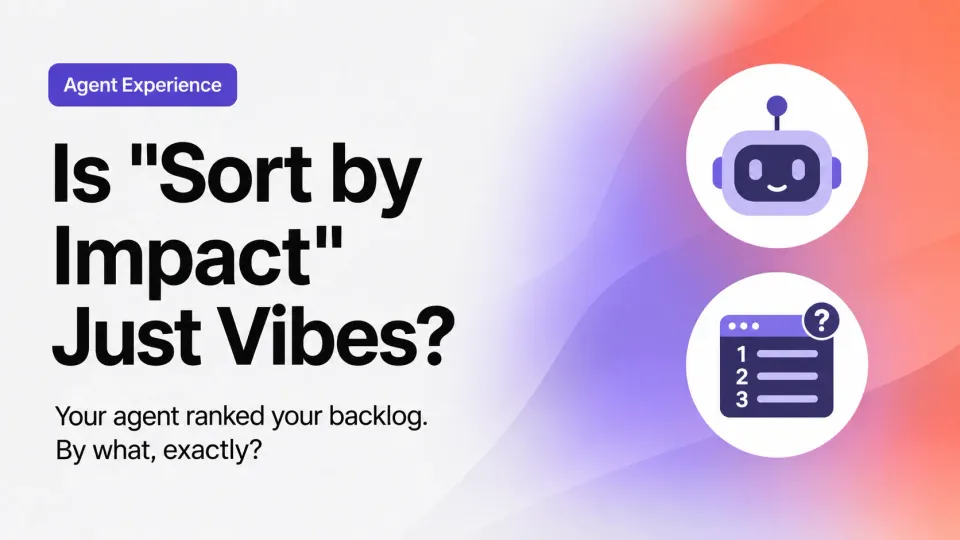 Agent Experience
Is "Sort by
Impact"
Just Vibes?
Your agent ranked your backlog.
By what, exactly?
?
1
2
3